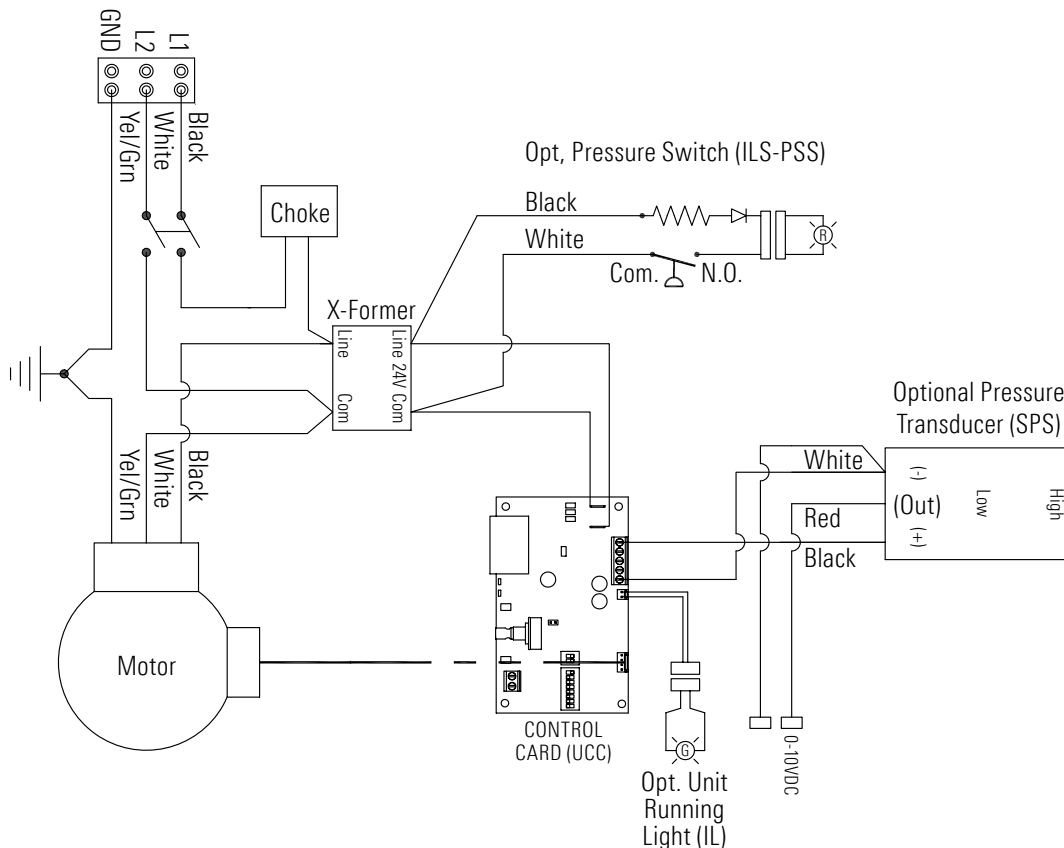 GND
L2
L1
Yel/Grn
White
Black
Choke
Opt, Pressure Switch (ILS-PSS)
Black
White
Com.
N.O.
R
X-Former
Line
Com
Line 24V Com
Yel/Grn
White
Black
Motor
Optional Pressure
Transducer (SPS)
White
(-)
(Out)
(+)
Low
High
Red
Black
CONTROL
CARD (UCC)
G
Opt. Unit
Running
Light (IL)
0-10VDC